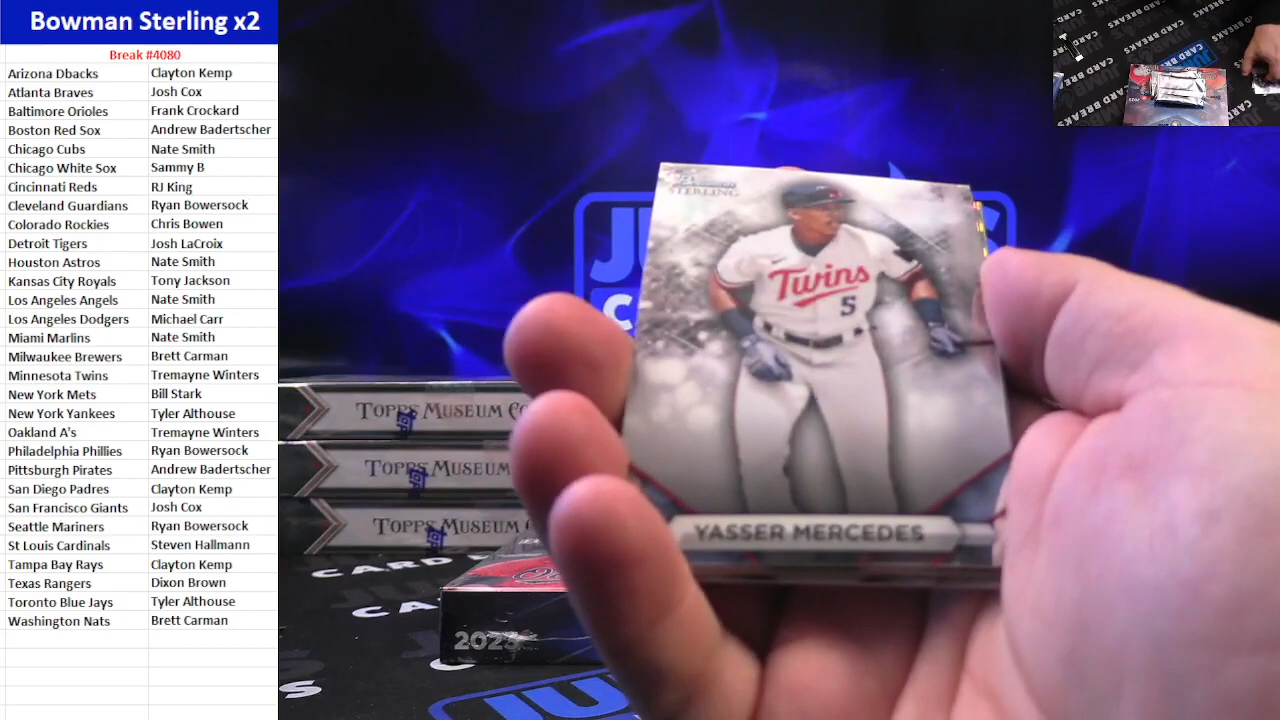 Bowman Sterling x2
Break #4080
Arizona Dbacks Clayton Kemp
Atlanta Braves Josh Cox
Baltimore Orioles Frank Crockard
Boston Red Sox Andrew Badertscher
Chicago Cubs Nate Smith
Chicago White Sox Sammy B
Cincinnati Reds RJ King
Cleveland Guardians Ryan Bowersock
Colorado Rockies Chris Bowen
Detroit Tigers Josh LaCroix
Houston Astros Nate Smith
Kansas City Royals Tony Jackson
Los Angeles Angels Nate Smith
Los Angeles Dodgers Michael Carr
Miami Marlins Nate Smith
Milwaukee Brewers Brett Carman
Minnesota Twins Tremayne Winters
New York Mets Bill Stark
New York Yankees Tyler Althouse
Oakland A's Tremayne Winters
Philadelphia Phillies Ryan Bowersock
Pittsburgh Pirates Andrew Badertscher
San Diego Padres Clayton Kemp
San Francisco Giants Josh Cox
Seattle Mariners Ryan Bowersock
St Louis Cardinals Steven Hallmann
Tampa Bay Rays Clayton Kemp
Texas Rangers Dixon Brown
Toronto Blue Jays Tyler Althouse
Washington Nats Brett Carman
CARD BREAKS
CARD BREAKS
Bowman
STERLING
Twins
5
YASSER MERCEDES
TOPPS MUSEUM
TOPPS MUSEUM
TOPPS MUSEUM
2023